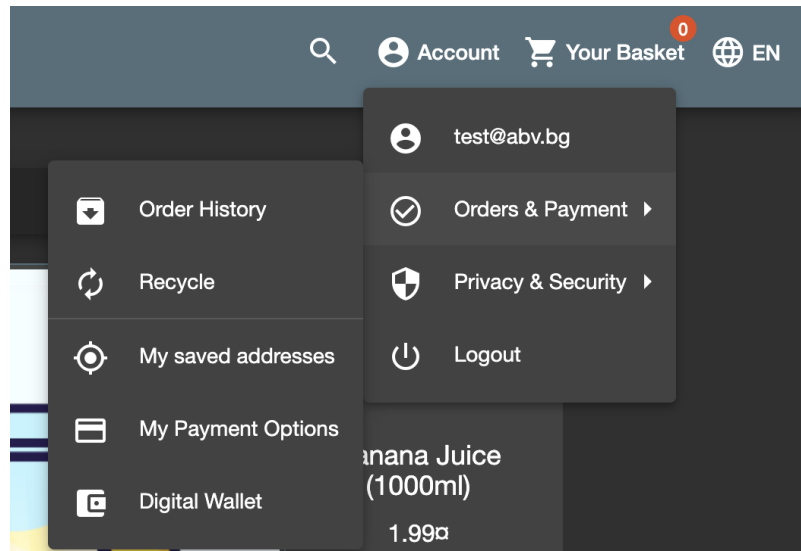 0
Account
Your Basket
EN
test@abv.bg
Orders & Payment
Privacy & Security
Logout
Order History
Recycle
My saved addresses
My Payment Options
Digital Wallet
anana Juice
(1000ml)
1.99¤